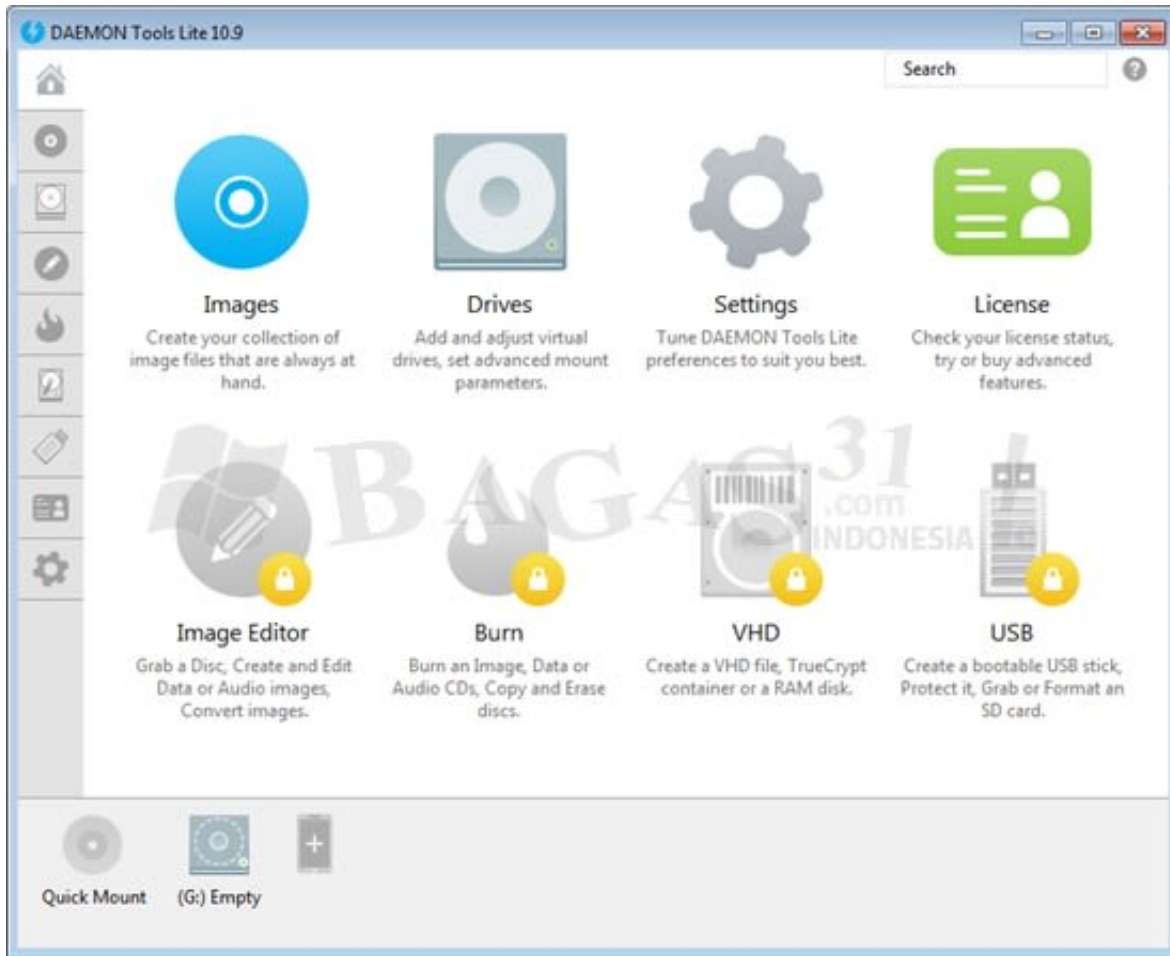 DAEMON Tools Lite 10.9
Search
?
Images
Drives
Settings
License
Create your collection of
image files that are always at
hand.
Add and adjust virtual
drives, set advanced mount
parameters.
Tune DAEMON Tools Lite
preferences to suit you best.
Check your license status,
try or buy advanced
features.
BAGAS31 !
.com
INDONESIA
Image Editor
Burn
VHD
USB
Grab a Disc, Create and Edit
Data or Audio images,
Convert images.
Burn an Image, Data or
Audio CDs, Copy and Erase
discs.
Create a VHD file, TrueCrypt
container or a RAM disk.
Create a bootable USB stick,
Protect it, Grab or Format an
SD card.
Quick Mount
(G:) Empty